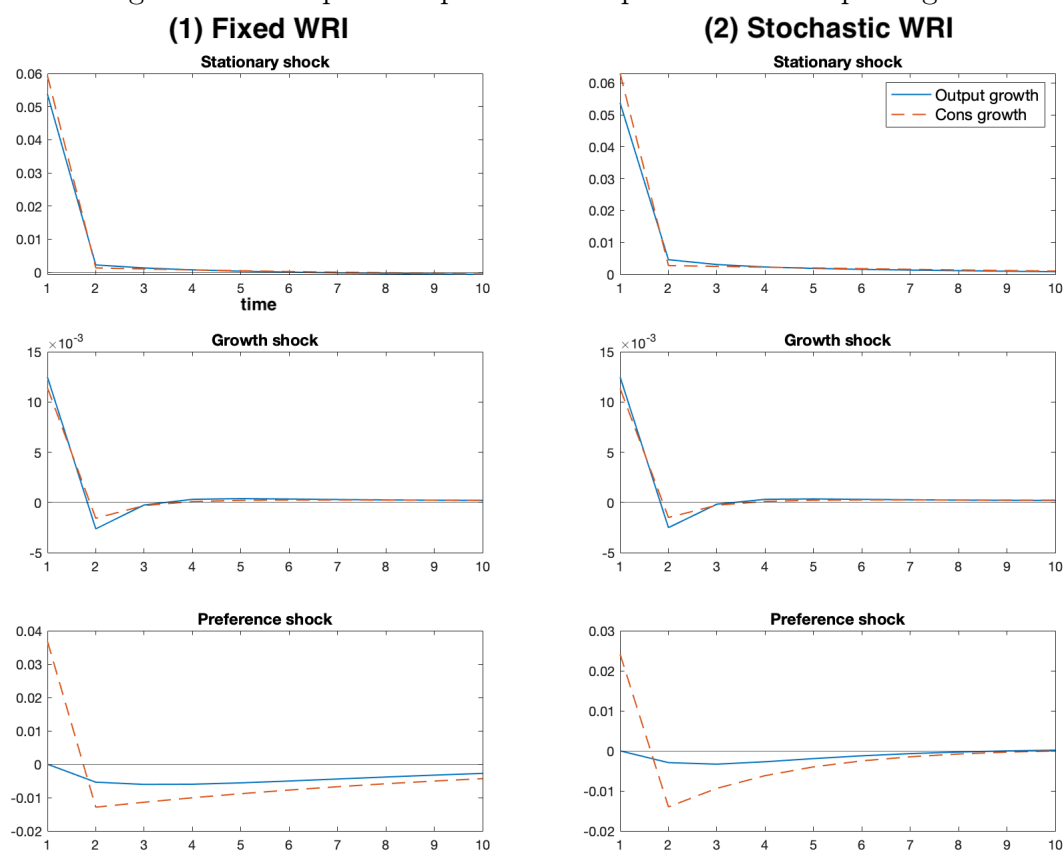 (1) Fixed WRI
(2) Stochastic WRI
Stationary shock
0.06
0.05
0.04
0.03
0.02
0.01
0
1 2 3 4 5 6 7 8 9 10
time
Stationary shock
Output growth
Cons growth
0.06
0.05
0.04
0.03
0.02
0.01
0
1 2 3 4 5 6 7 8 9 10
Growth shock
×10⁻³
15
10
5
0
-5
1 2 3 4 5 6 7 8 9 10
Growth shock
×10⁻³
15
10
5
0
-5
1 2 3 4 5 6 7 8 9 10
Preference shock
0.04
0.03
0.02
0.01
0
-0.01
-0.02
1 2 3 4 5 6 7 8 9 10
Preference shock
0.03
0.02
0.01
0
-0.01
-0.02
1 2 3 4 5 6 7 8 9 10